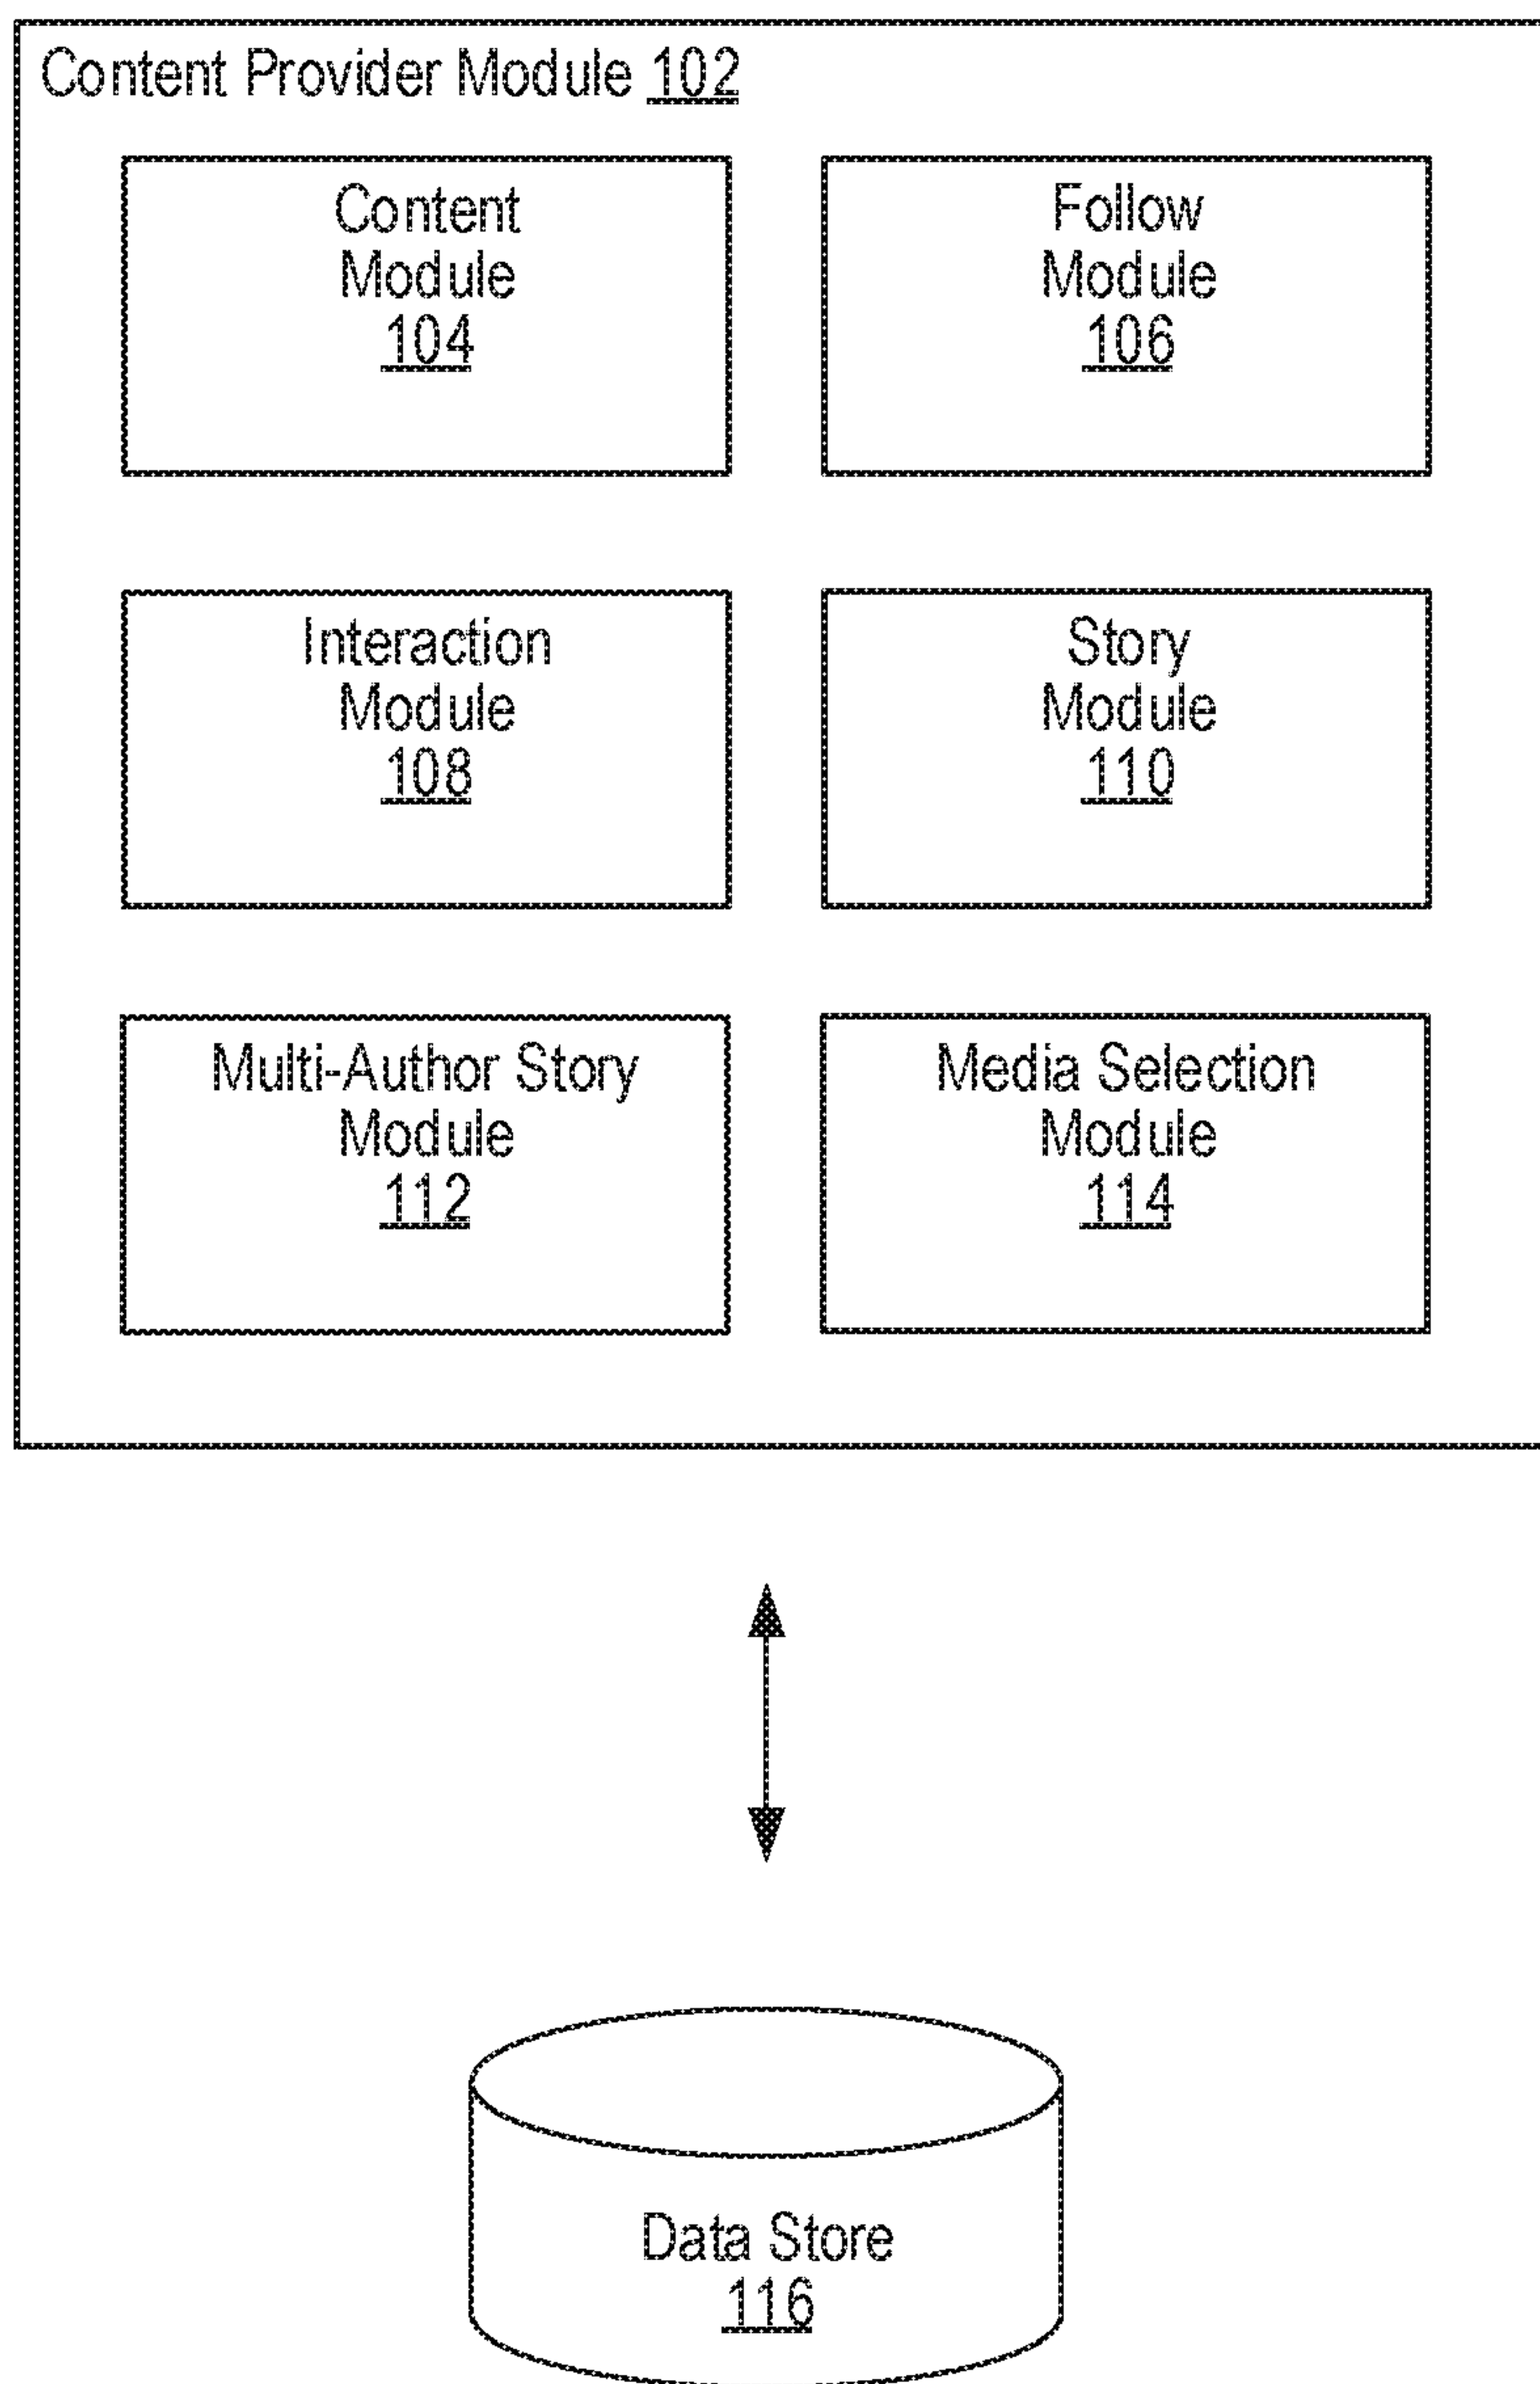 Content Provider Module 102
Content
Module
104
Follow
Module
106
Interaction
Module
108
Story
Module
110
Multi-Author Story
Module
112
Media Selection
Module
114
Data Store
116